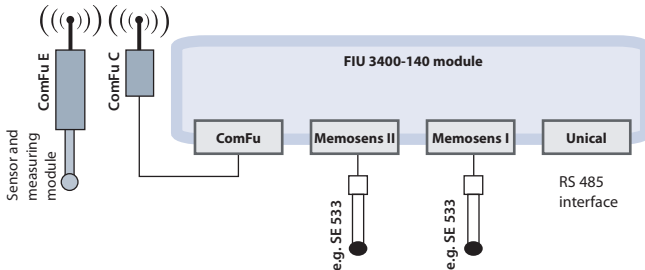 FIU 3400-140 module
ComFu E
ComFu C
ComFu
Memosens II
Memosens I
Unical
Sensor and
measuring
module
e.g. SE 533
e.g. SE 533
RS 485
interface